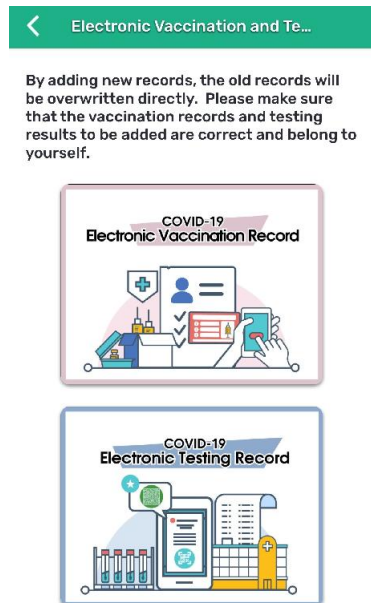 Electronic Vaccination and Te...
By adding new records, the old records will
be overwritten directly. Please make sure
that the vaccination records and testing
results to be added are correct and belong to
yourself.
COVID-19
Electronic Vaccination Record
COVID-19
Electronic Testing Record